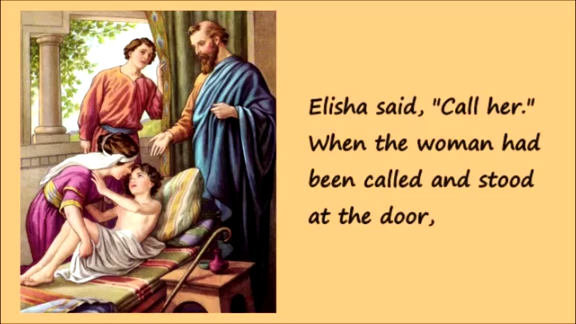 Elisha said, "Call her."
When the woman had
been called and stood
at the door,